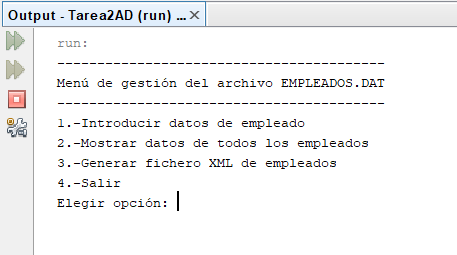 Output - Tarea2AD (run) ...
run:
----------------------------------------
Menú de gestión del archivo EMPLEADOS.DAT
----------------------------------------
1.-Introducir datos de empleado
2.-Mostrar datos de todos los empleados
3.-Generar fichero XML de empleados
4.-Salir
Elegir opción: